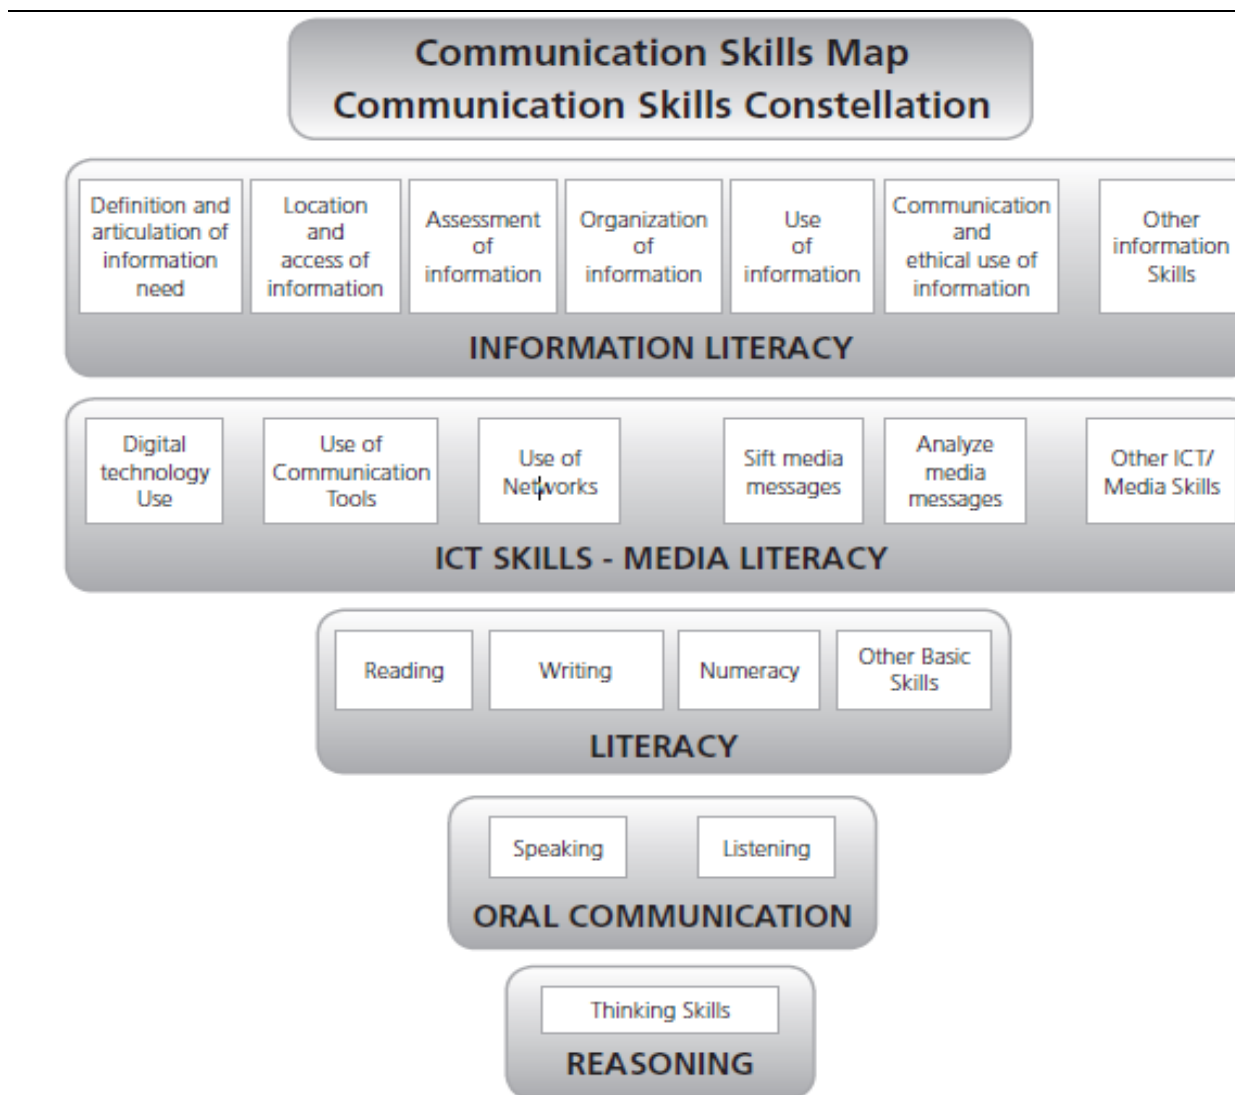 Communication Skills Map
Communication Skills Constellation
Definition and
articulation of
information
need
Location
and
access of
information
Assessment
of
information
Organization
of
information
Use
of
information
Communication
and
ethical use of
information
Other
information
Skills
INFORMATION LITERACY
Digital
technology
Use
Use of
Communication
Tools
Use of
Networks
Sift media
messages
Analyze
media
messages
Other ICT/
Media Skills
ICT SKILLS - MEDIA LITERACY
Reading
Writing
Numeracy
Other Basic
Skills
LITERACY
Speaking
Listening
ORAL COMMUNICATION
Thinking Skills
REASONING